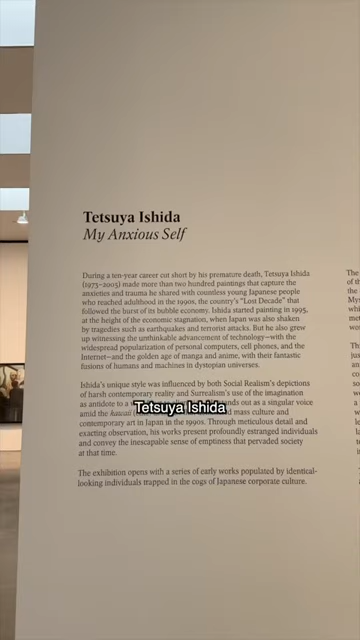 Tetsuya Ishida
My Anxious Self
During a ten-year career cut short by his premature death, Tetsuya Ishida
(1973–2005) made more than two hundred paintings that capture the
anxieties and trauma he shared with countless young Japanese people
who reached adulthood in the 1990s, the country's "Lost Decade" that
followed the burst of its bubble economy. Ishida started painting in 1995,
at the height of the economic stagnation, when Japan was also shaken
by tragedies such as earthquakes and terrorist attacks. But he also grew
up witnessing the unthinkable advancement of technology—with the
widespread popularization of personal computers, cell phones, and the
Internet—and the golden age of manga and anime, with their fantastic
fusions of humans and machines in dystopian universes.
Ishida's unique style was influenced by both Social Realism's depictions
of harsh contemporary reality and Surrealism's use of the imagination
as antidote to a stands out as a singular voice
amid the kawaii mass culture and
Tetsuya Ishida
contemporary art in Japan in the 1990s. Through meticulous detail and
exacting observation, his works present profoundly estranged individuals
and convey the inescapable sense of emptiness that pervaded society
at that time.
The exhibition opens with a series of early works populated by identical-
looking individuals trapped in the cogs of Japanese corporate culture.